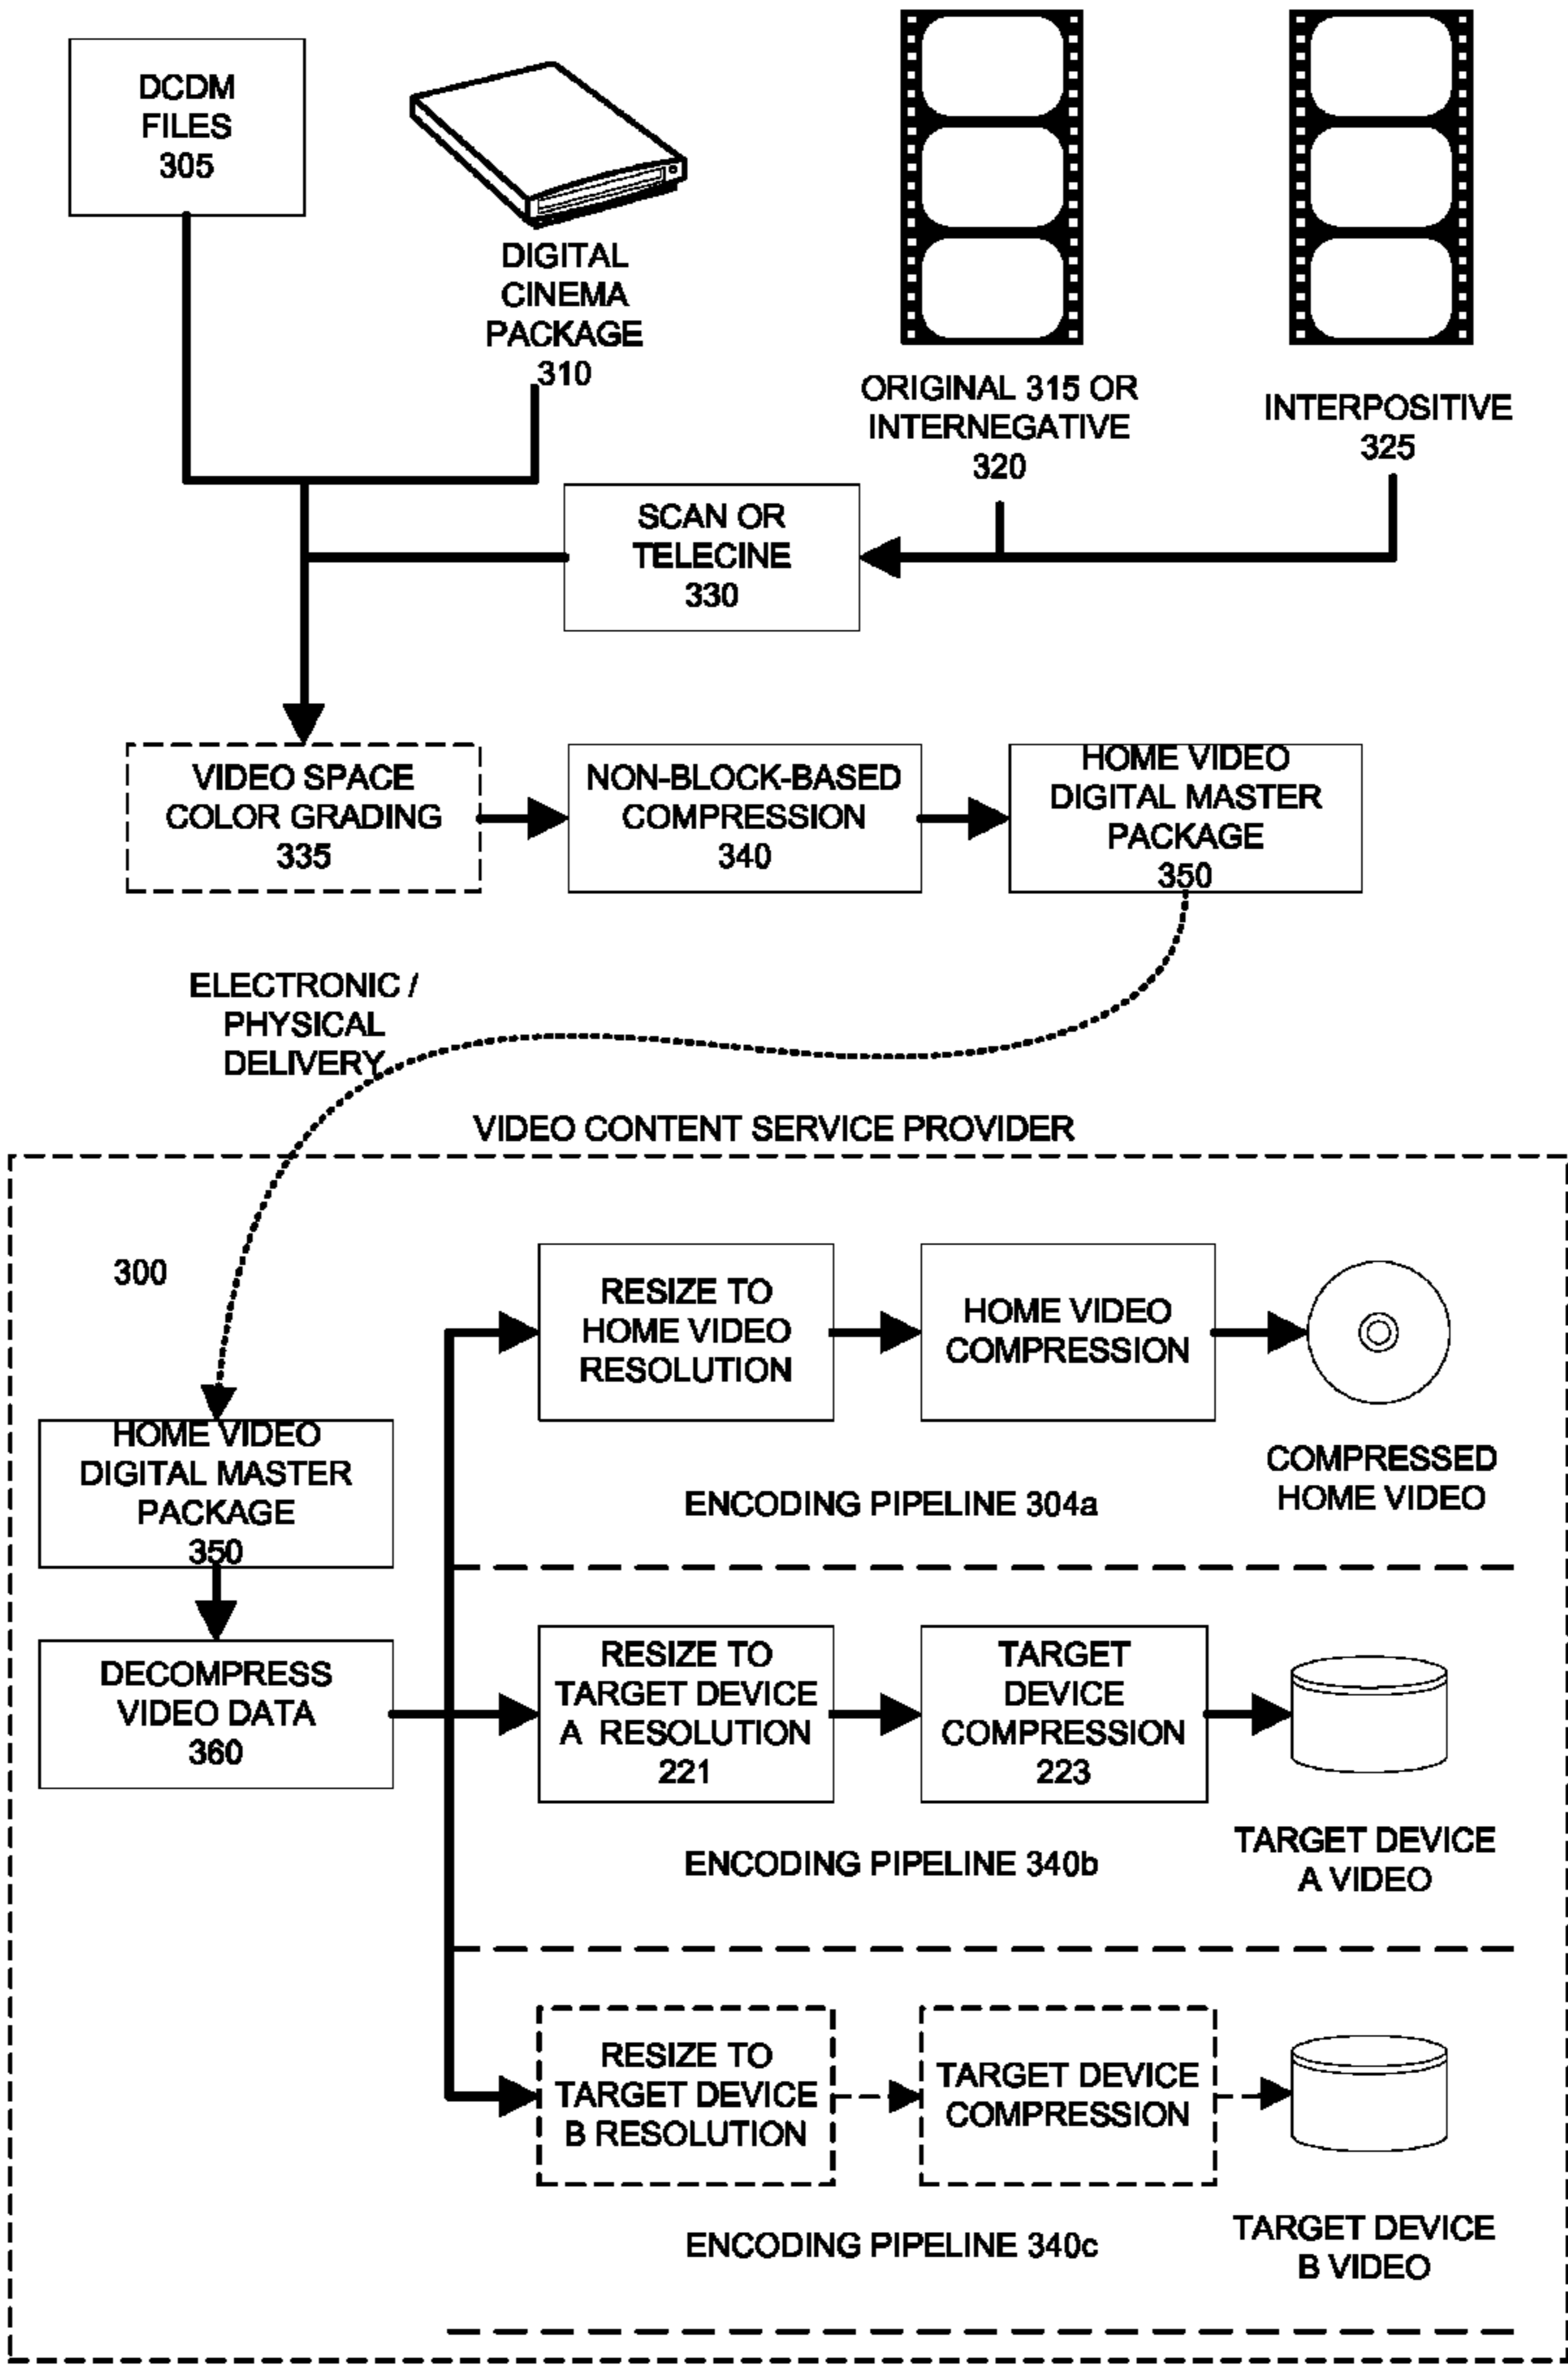 DCDM
FILES
305
DIGITAL
CINEMA
PACKAGE
310
ORIGINAL 315 OR
INTERNEGATIVE
320
INTERPOSITIVE
325
SCAN OR
TELECINE
330
VIDEO SPACE
COLOR GRADING
335
NON-BLOCK-BASED
COMPRESSION
340
HOME VIDEO
DIGITAL MASTER
PACKAGE
350
ELECTRONIC /
PHYSICAL
DELIVERY
VIDEO CONTENT SERVICE PROVIDER
300
RESIZE TO
HOME VIDEO
RESOLUTION
HOME VIDEO
COMPRESSION
COMPRESSED
HOME VIDEO
ENCODING PIPELINE 304a
HOME VIDEO
DIGITAL MASTER
PACKAGE
350
DECOMPRESS
VIDEO DATA
360
RESIZE TO
TARGET DEVICE
A RESOLUTION
221
TARGET
DEVICE
COMPRESSION
223
TARGET DEVICE
A VIDEO
ENCODING PIPELINE 340b
RESIZE TO
TARGET DEVICE
B RESOLUTION
TARGET DEVICE
COMPRESSION
TARGET DEVICE
B VIDEO
ENCODING PIPELINE 340c